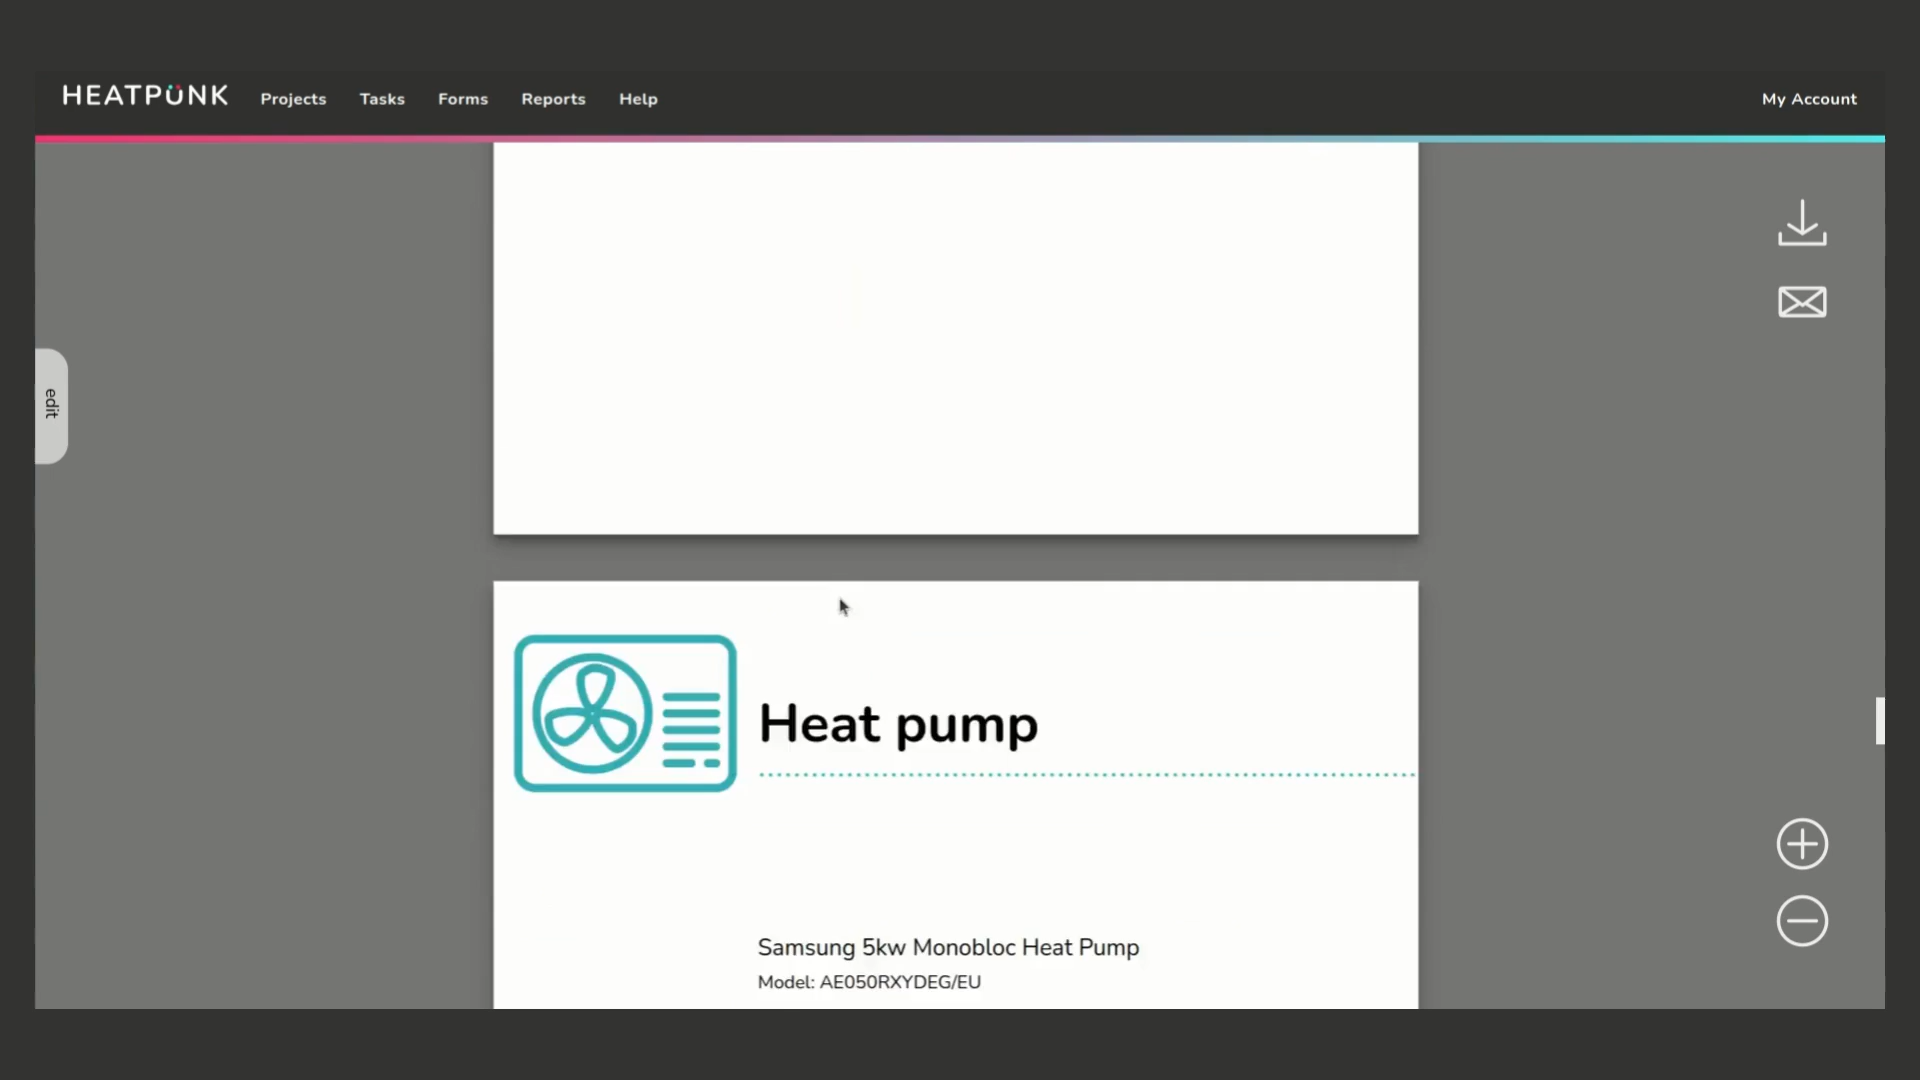 HEATPUNK Projects Tasks Forms Reports Help My Account
edit
Heat pump
Samsung 5kw Monobloc Heat Pump
Model: AE050RXYDEG/EU